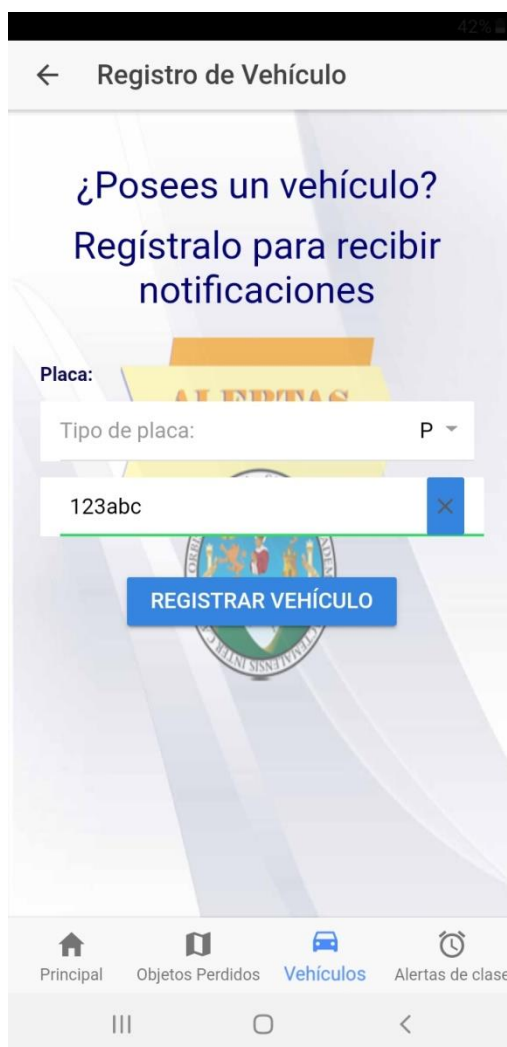 42%
Registro de Vehículo
¿Posees un vehículo?
Regístralo para recibir
notificaciones
Placa:
ALERTAS
Tipo de placa: P
123abc
REGISTRAR VEHÍCULO
Principal Objetos Perdidos Vehículos Alertas de clase